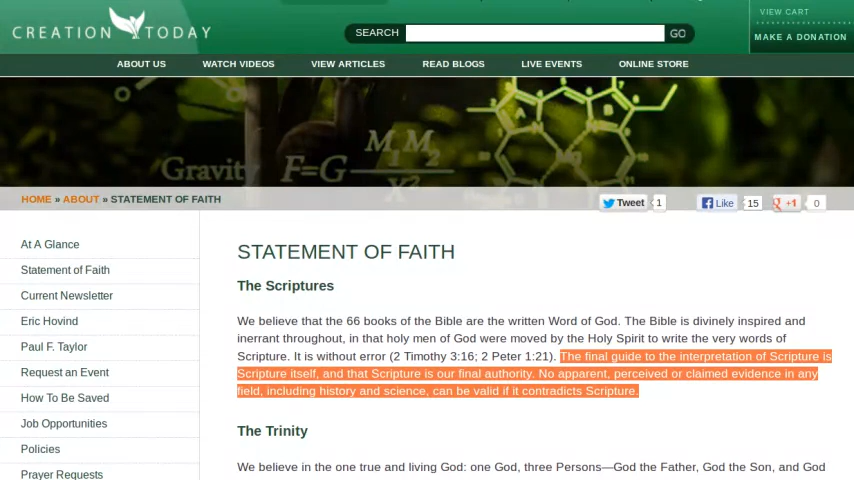 CREATION TODAY
SEARCH
GO
VIEW CART
MAKE A DONATION
ABOUT US WATCH VIDEOS VIEW ARTICLES READ BLOGS LIVE EVENTS ONLINE STORE
Gravity F=G M₁M₂
X²
A B
N N
Mg
HOME » ABOUT » STATEMENT OF FAITH
Tweet 1
Like 15
+1 0
At A Glance
Statement of Faith
Current Newsletter
Eric Hovind
Paul F. Taylor
Request an Event
How To Be Saved
Job Opportunities
Policies
Prayer Requests
STATEMENT OF FAITH
The Scriptures
We believe that the 66 books of the Bible are the written Word of God. The Bible is divinely inspired and
inerrant throughout, in that holy men of God were moved by the Holy Spirit to write the very words of
Scripture. It is without error (2 Timothy 3:16; 2 Peter 1:21). The final guide to the interpretation of Scripture is
Scripture itself, and that Scripture is our final authority. No apparent, perceived or claimed evidence in any
field, including history and science, can be valid if it contradicts Scripture.
The Trinity
We believe in the one true and living God: one God, three Persons—God the Father, God the Son, and God